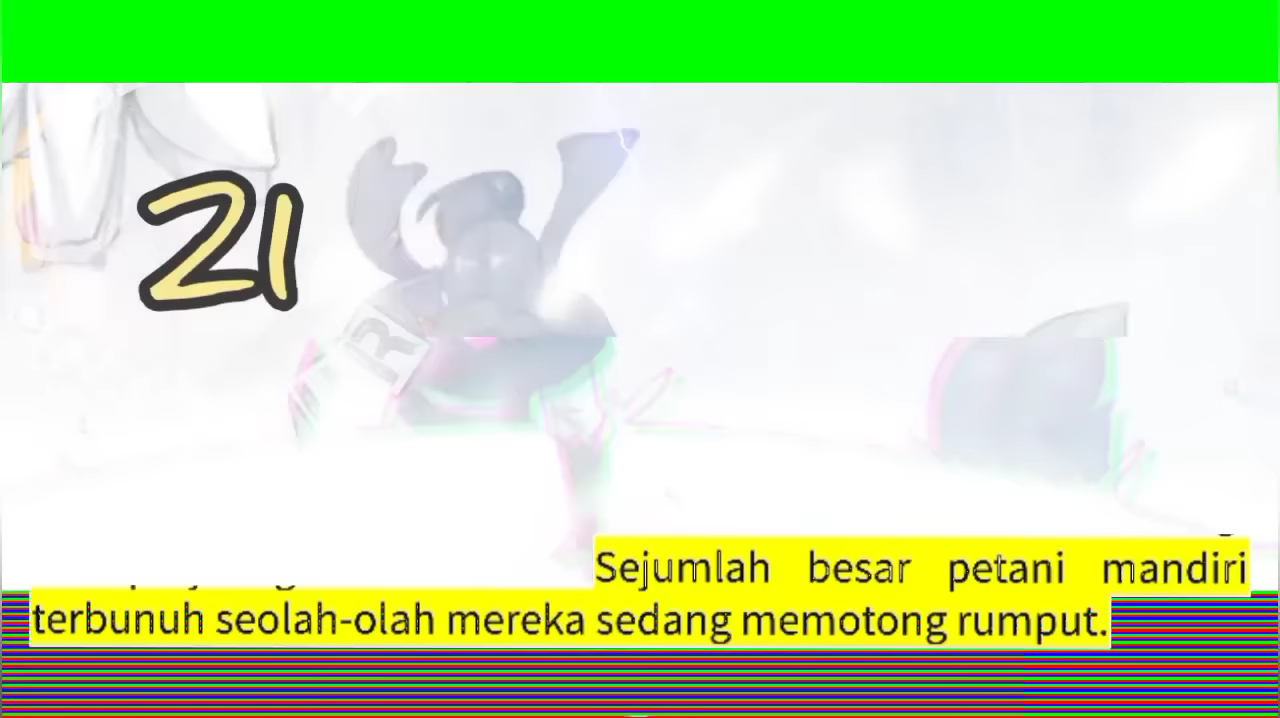 21
R
Sejumlah besar petani mandiri
terbunuh seolah-olah mereka sedang memotong rumput.